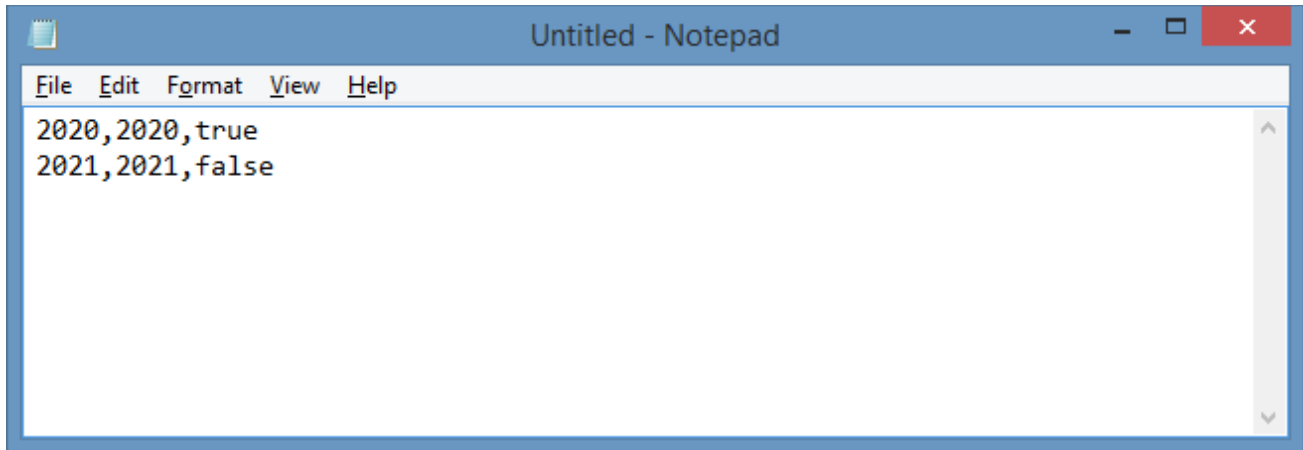 Untitled - Notepad
File Edit Format View Help
2020,2020,true
2021,2021,false